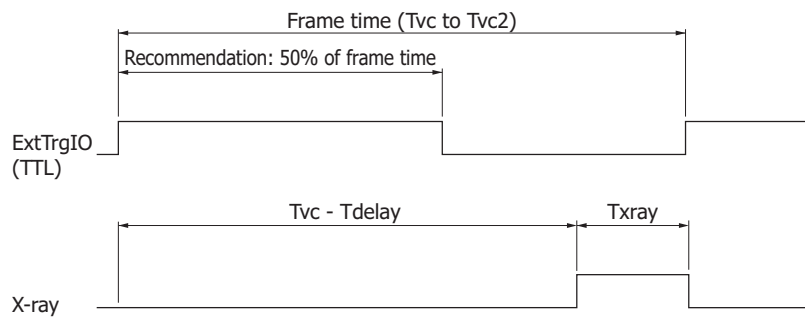 Frame time (Tvc to Tvc2)
Recommendation: 50% of frame time
ExtTrgIO
(TTL)
Tvc - Tdelay
Txray
X-ray